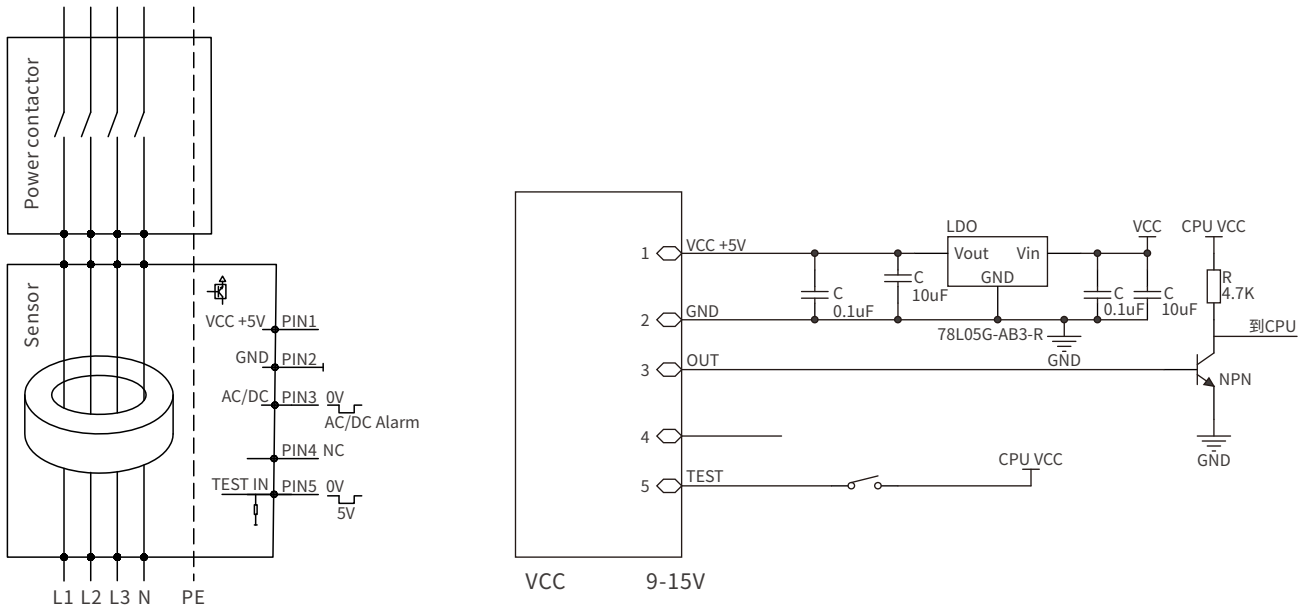 Power contactor
Sensor
VCC +5V PIN1
GND PIN2
AC/DC PIN3 0V
AC/DC Alarm
PIN4 NC
TEST IN PIN5 0V
5V
L1 L2 L3 N PE
1 VCC +5V
2 GND
3 OUT
4
5 TEST
C
0.1uF
C
10uF
LDO
Vout Vin
GND
78L05G-AB3-R
GND
C
0.1uF
C
10uF
VCC
CPU VCC
R
4.7K
到CPU
NPN
GND
CPU VCC
VCC 9-15V